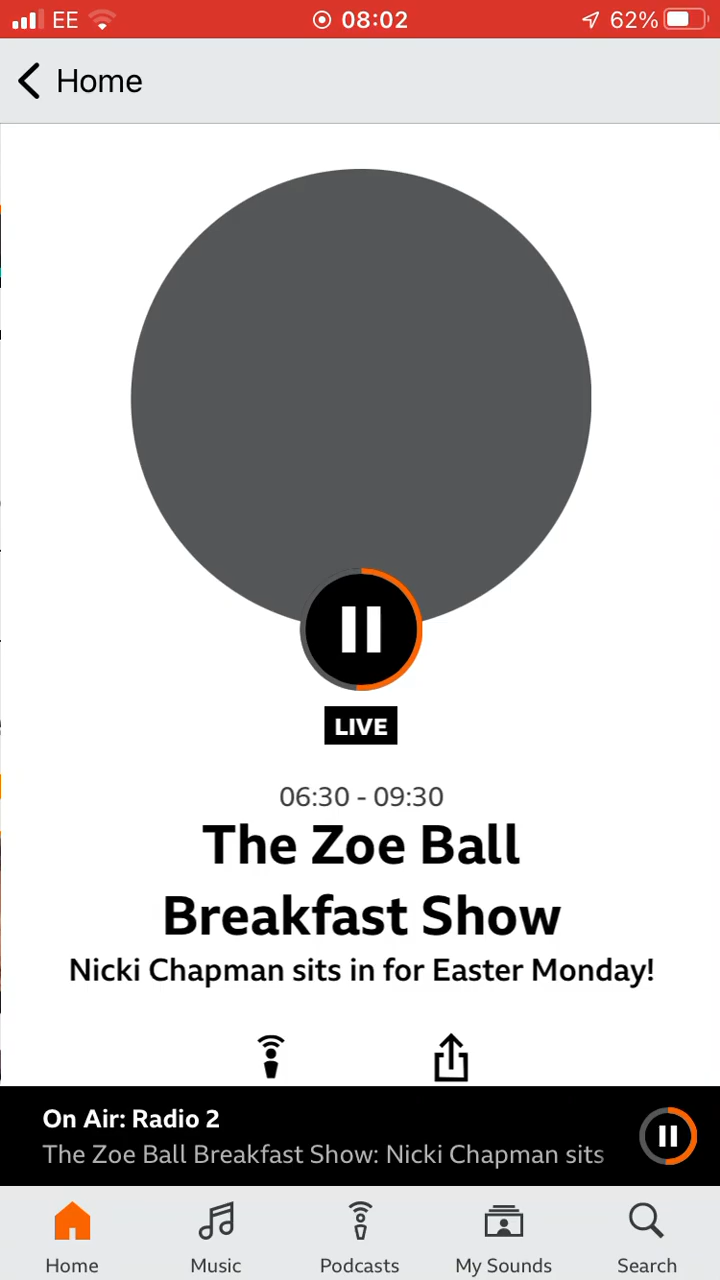 EE 08:02 62%
Home
LIVE
06:30 - 09:30
The Zoe Ball
Breakfast Show
Nicki Chapman sits in for Easter Monday!
On Air: Radio 2
The Zoe Ball Breakfast Show: Nicki Chapman sits
Home Music Podcasts My Sounds Search